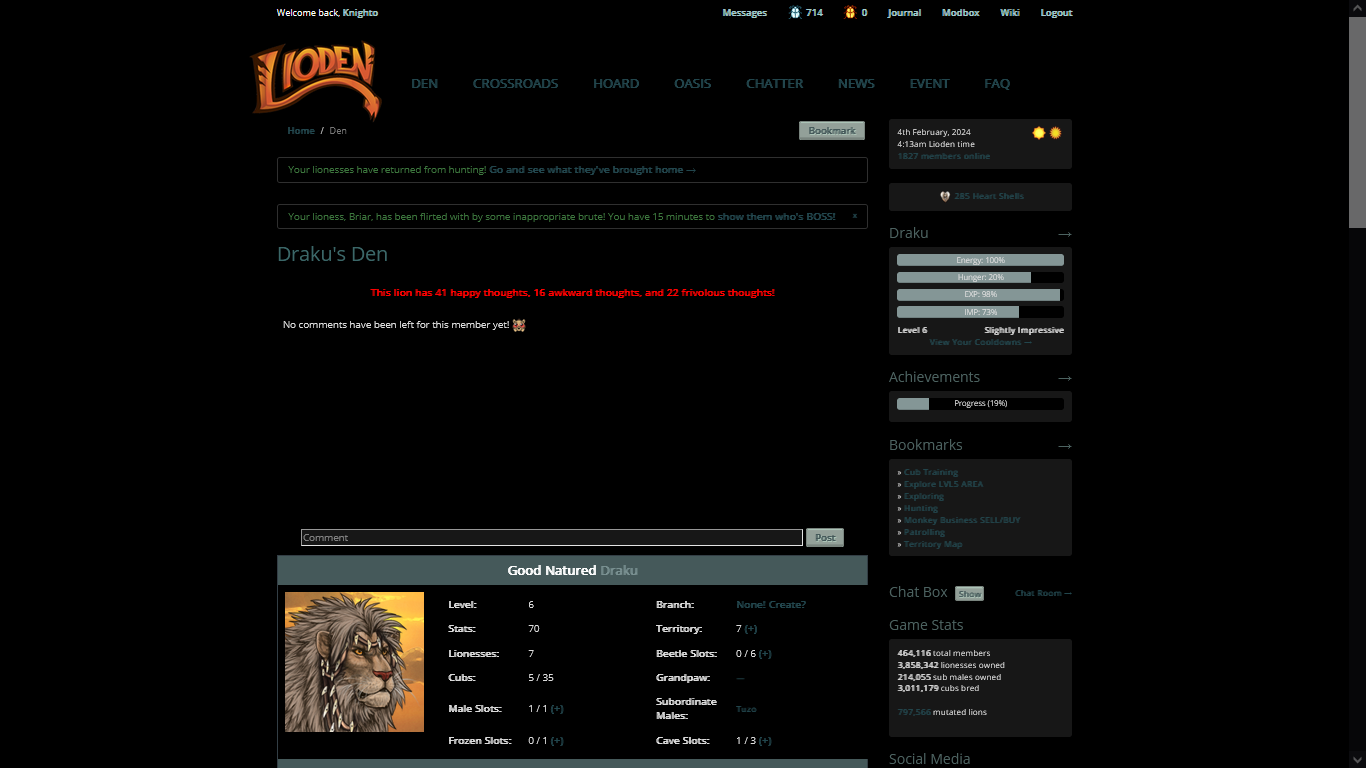 Welcome back, Knighto
Messages 714 0 Journal Modbox Wiki Logout
LIODEN
DEN CROSSROADS HOARD OASIS CHATTER NEWS EVENT FAQ
Home / Den
Bookmark
Your lionesses have returned from hunting! Go and see what they've brought home →
Your lioness, Briar, has been flirted with by some inappropriate brute! You have 15 minutes to show them who's BOSS! ×
Draku's Den
This lion has 41 happy thoughts, 16 awkward thoughts, and 22 frivolous thoughts!
No comments have been left for this member yet!
Comment
Post
Good Natured Draku
Level: 6
Stats: 70
Lionesses: 7
Cubs: 5 / 35
Male Slots: 1 / 1 (+)
Frozen Slots: 0 / 1 (+)
Branch: None! Create?
Territory: 7 (+)
Beetle Slots: 0 / 6 (+)
Grandpaw: —
Subordinate
Males: Tozo
Cave Slots: 1 / 3 (+)
4th February, 2024
4:13am Lioden time
1827 members online
285 Heart Shells
Draku →
Energy: 100%
Hunger: 20%
EXP: 98%
IMP: 73%
Level 6 Slightly Impressive
View Your Cooldowns →
Achievements →
Progress (19%)
Bookmarks →
» Cub Training
» Explore LVLS AREA
» Exploring
» Hunting
» Monkey Business SELL/BUY
» Patrolling
» Territory Map
Chat Box Show Chat Room →
Game Stats
464,116 total members
3,858,342 lionesses owned
214,055 sub males owned
3,011,179 cubs bred
797,566 mutated lions
Social Media